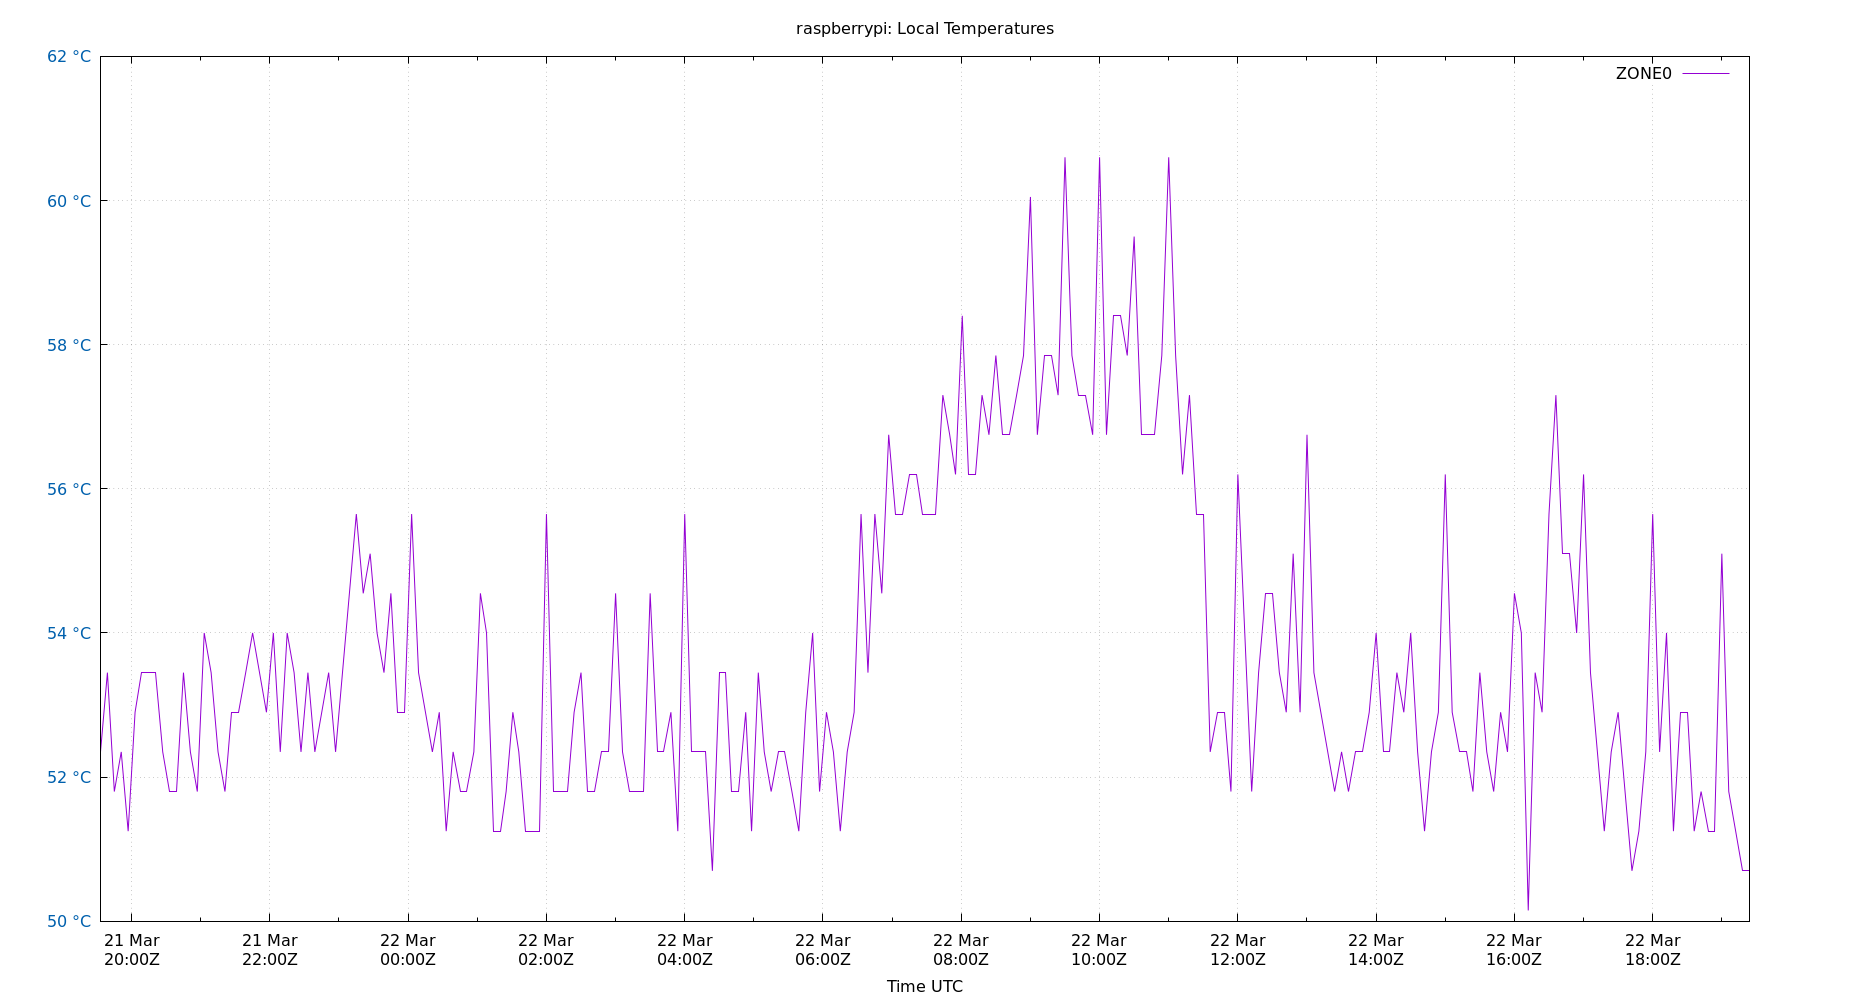 raspberrypi: Local Temperatures
62 °C
ZONE0
60 °C
58 °C
56 °C
54 °C
52 °C
50 °C
21 Mar 21 Mar 22 Mar 22 Mar 22 Mar 22 Mar 22 Mar 22 Mar 22 Mar 22 Mar 22 Mar 22 Mar
20:00Z 22:00Z 00:00Z 02:00Z 04:00Z 06:00Z 08:00Z 10:00Z 12:00Z 14:00Z 16:00Z 18:00Z
Time UTC